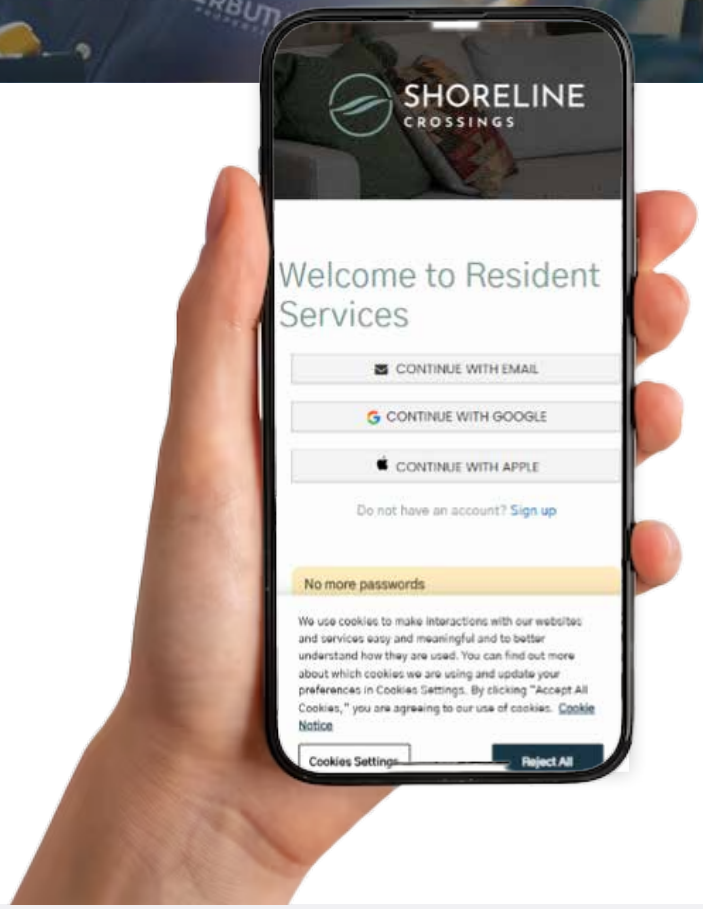 SHORELINE
CROSSINGS
Welcome to Resident
Services
CONTINUE WITH EMAIL
CONTINUE WITH GOOGLE
CONTINUE WITH APPLE
Do not have an account? Sign up
No more passwords
We use cookies to make interactions with our websites
and services easy and meaningful and to better
understand how they are used. You can find out more
about which cookies we are using and update your
preferences in Cookies Settings. By clicking "Accept All
Cookies," you are agreeing to our use of cookies. Cookie
Notice
Cookies Settings Reject All